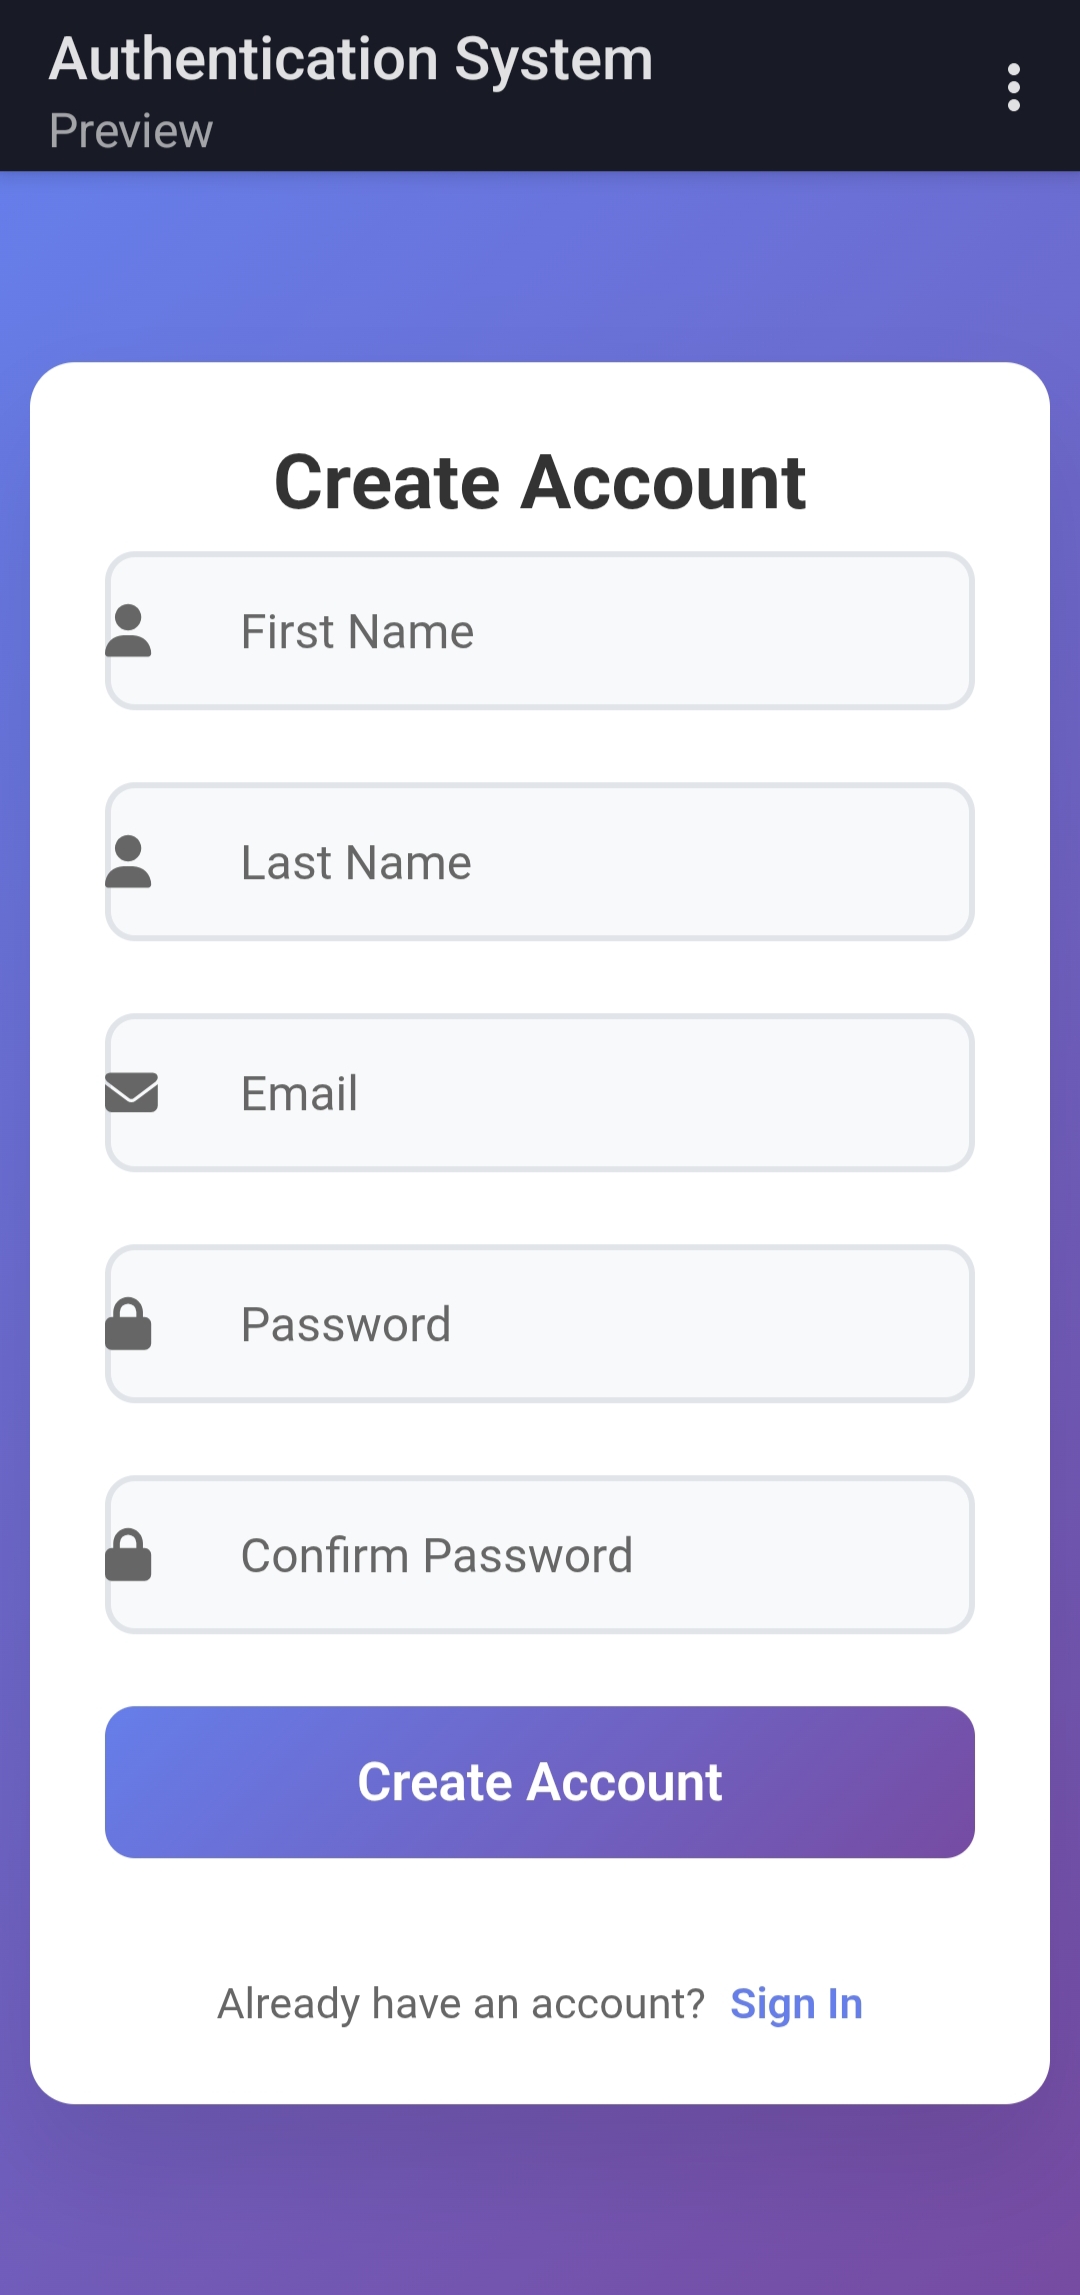 Authentication System
Preview
Create Account
First Name
Last Name
Email
Password
Confirm Password
Create Account
Already have an account? Sign In